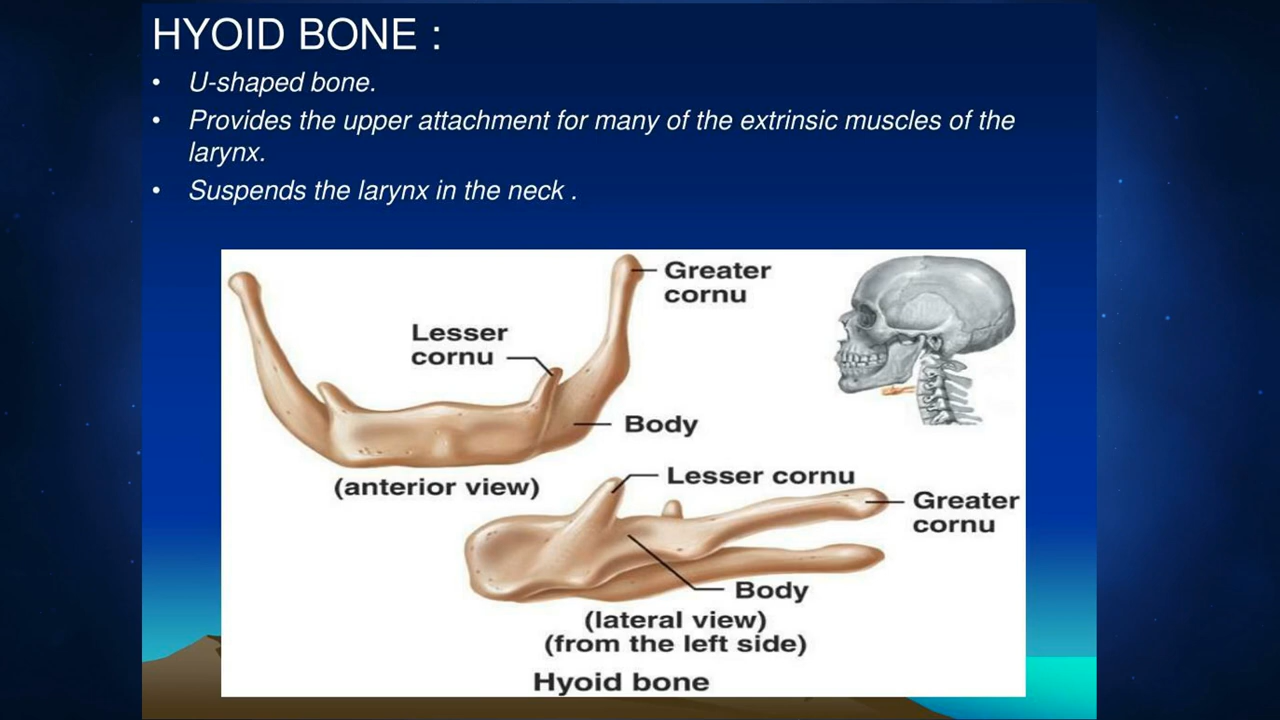 HYOID BONE :
• U-shaped bone.
• Provides the upper attachment for many of the extrinsic muscles of the
larynx.
• Suspends the larynx in the neck .
Greater
cornu
Lesser
cornu
Body
(anterior view)
Lesser cornu
Greater
cornu
Body
(lateral view)
(from the left side)
Hyoid bone